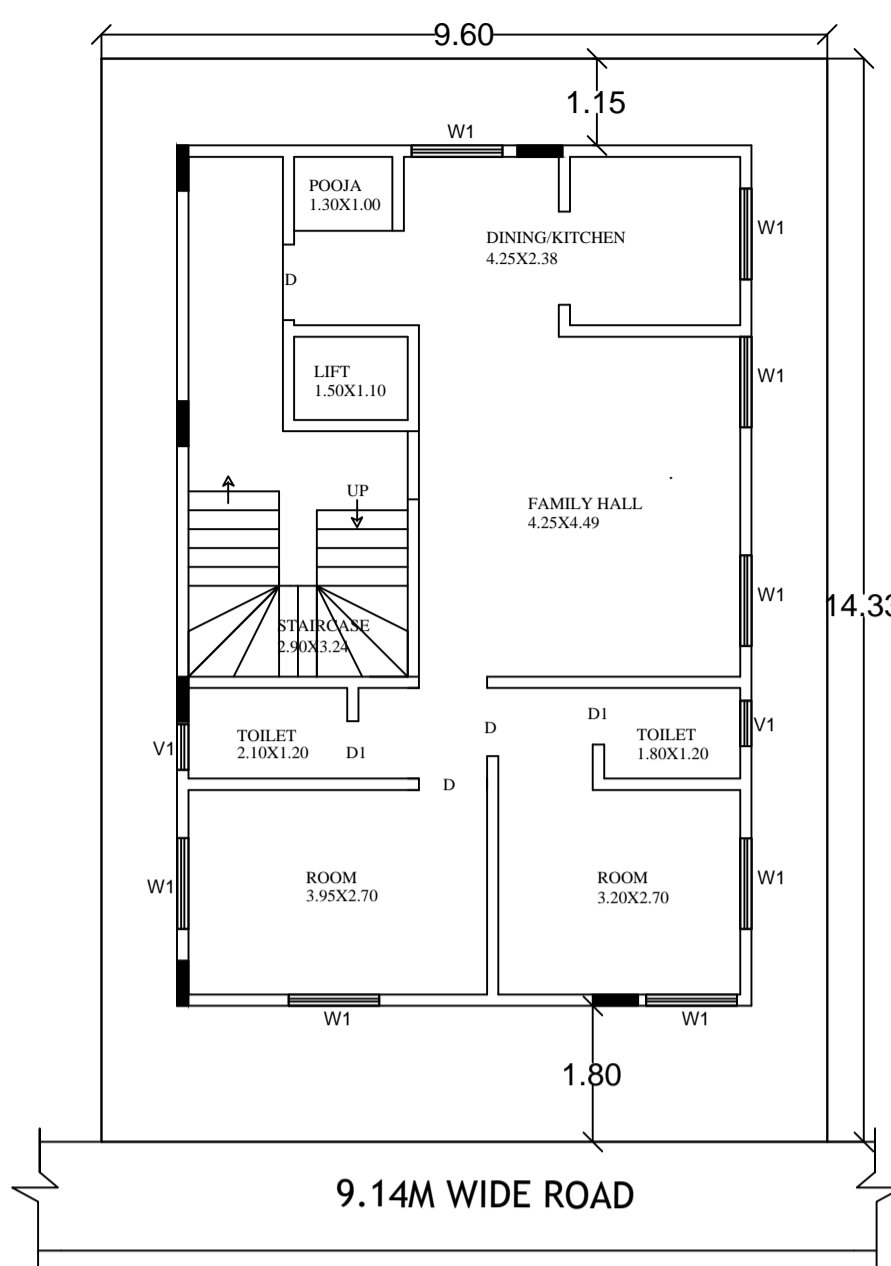 9.60
1.15
W1
POOJA
1.30X1.00
W1
DINING/KITCHEN
4.25X2.38
D
LIFT
1.50X1.10
W1
UP
FAMILY HALL
4.25X4.49
W1
14.33
STAIRCASE
2.90X3.24
D1
D
V1
TOILET
2.10X1.20
TOILET
1.80X1.20
V1
D1
D
ROOM
3.95X2.70
ROOM
3.20X2.70
W1
W1
W1
W1
1.80
9.14M WIDE ROAD